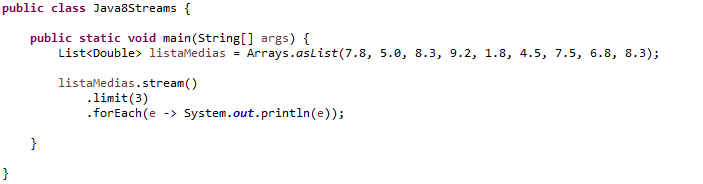 public class Java8Streams {
public static void main(String[] args) {
List<Double> listaMedias = Arrays.asList(7.8, 5.0, 8.3, 9.2, 1.8, 4.5, 7.5, 6.8, 8.3);
listaMedias.stream()
.limit(3)
.forEach(e -> System.out.println(e));
}
}